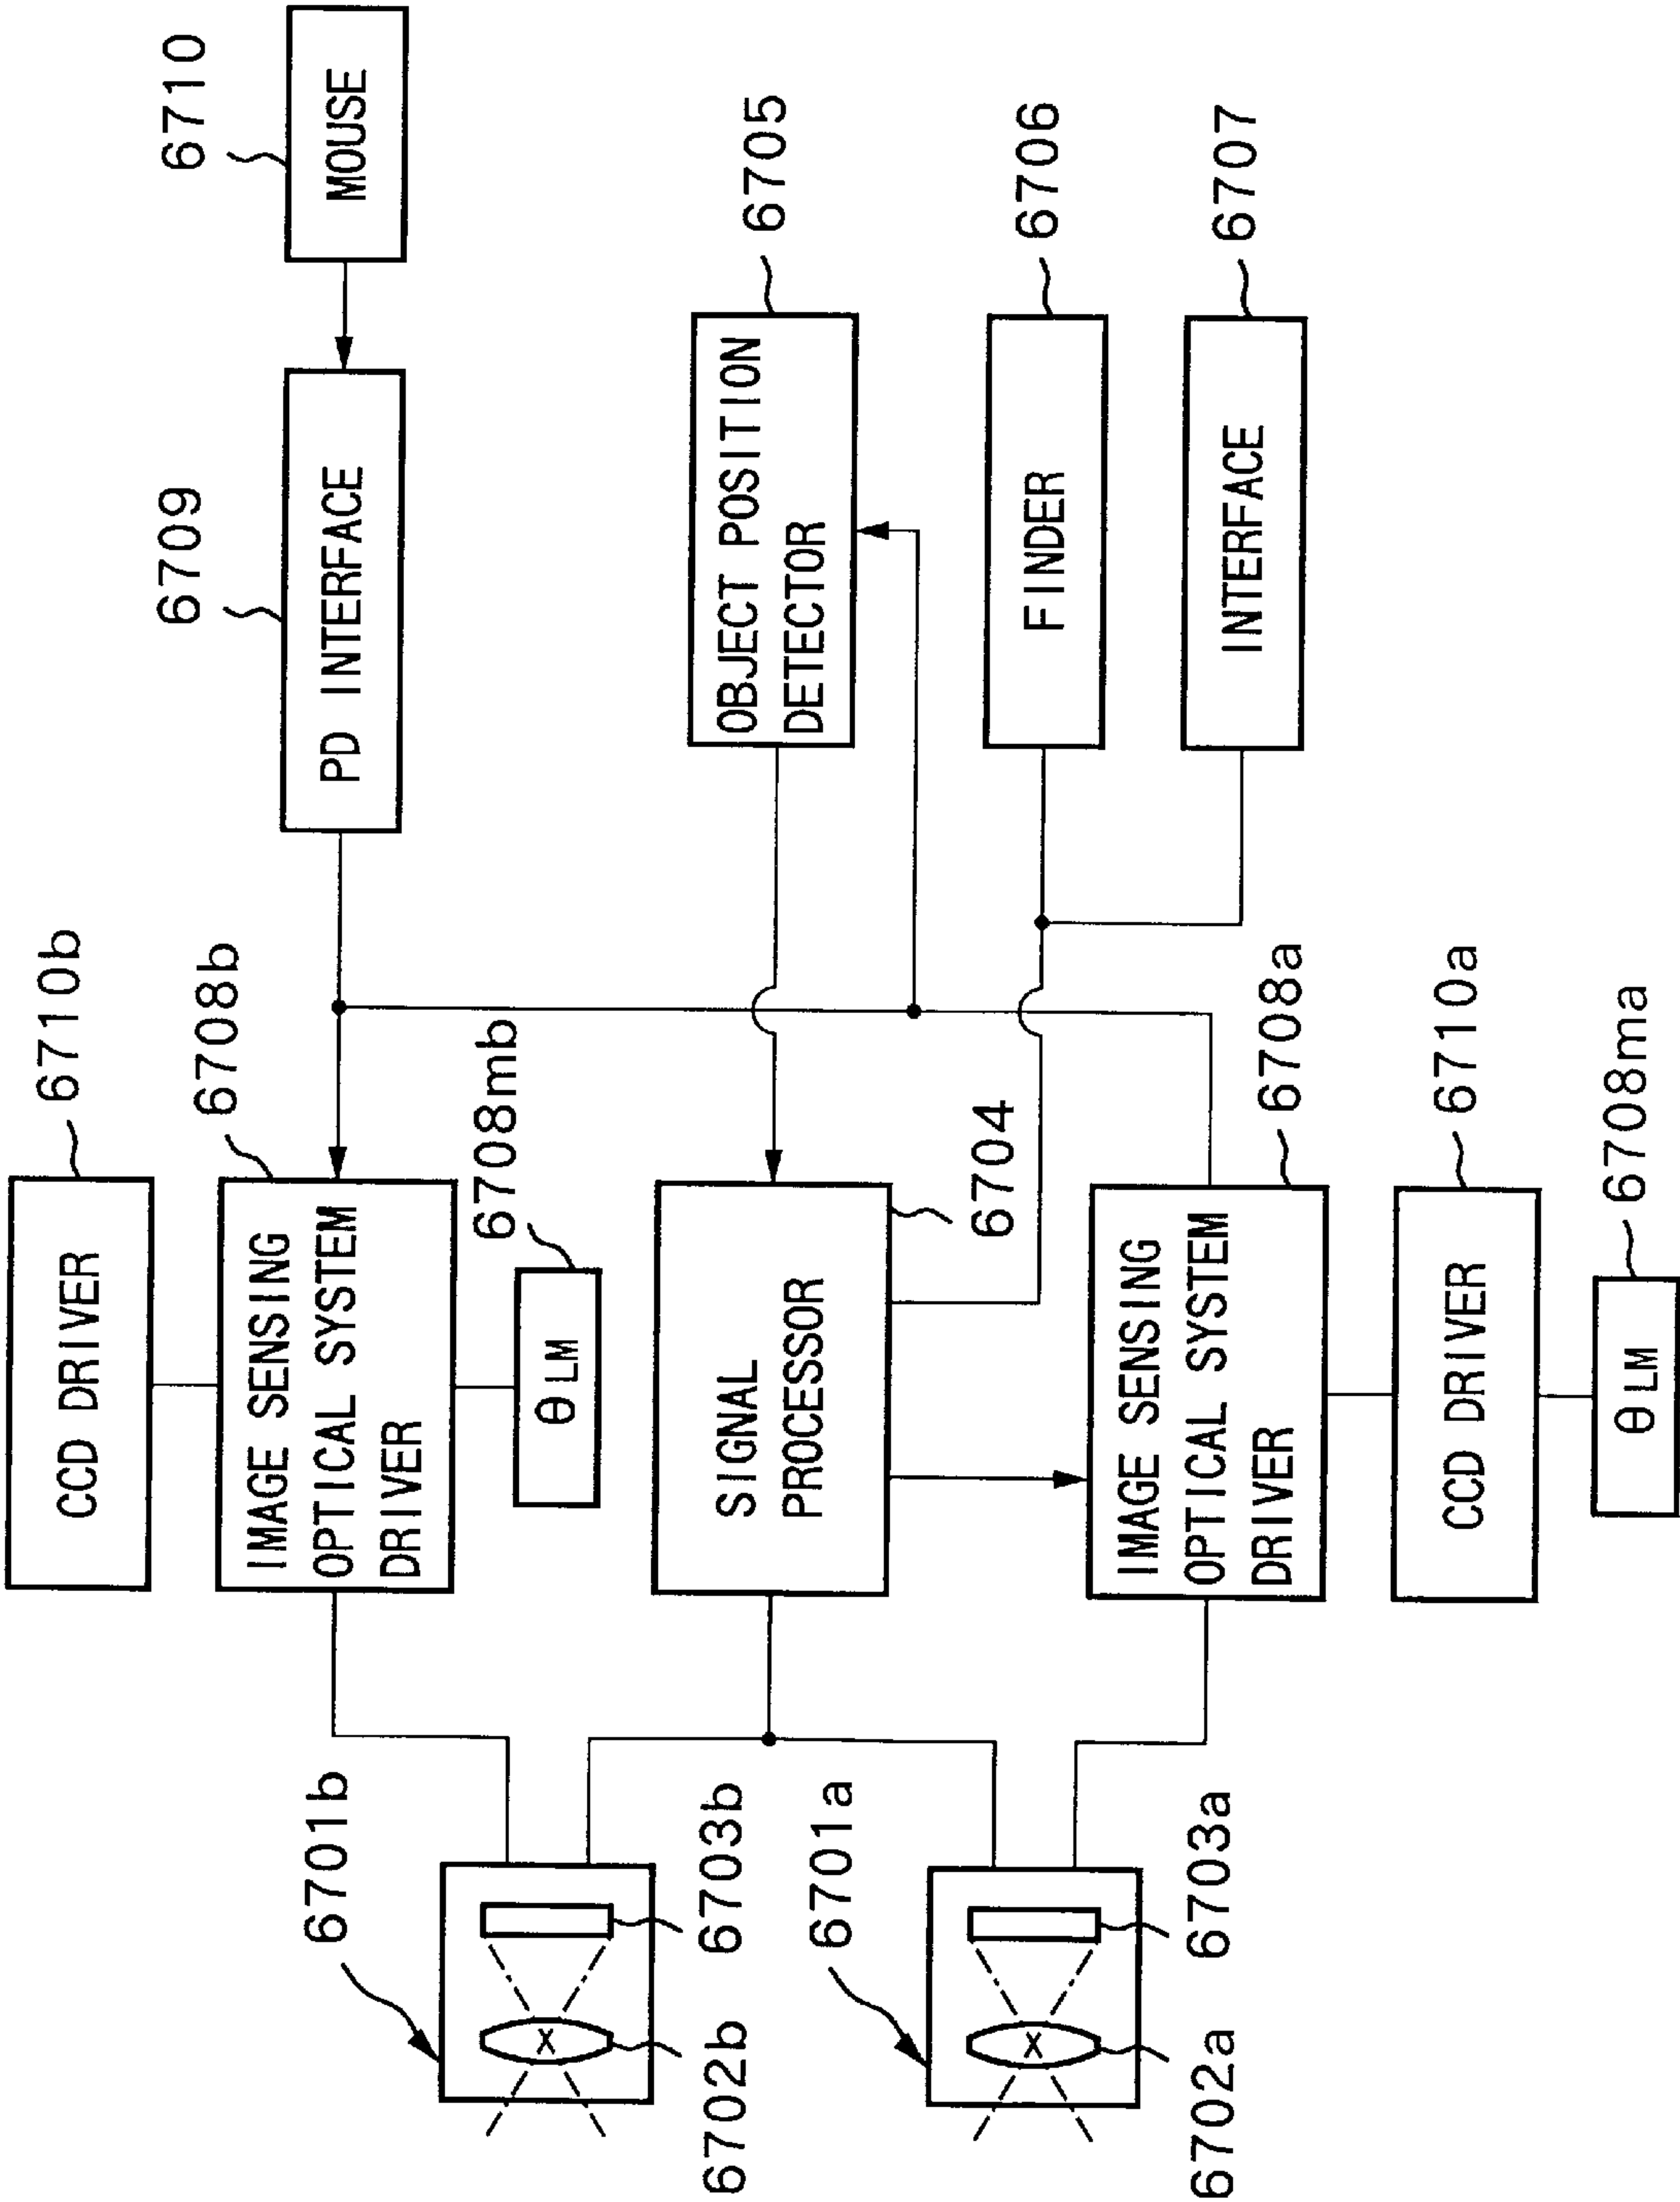 6710b
CCD DRIVER
6708b
IMAGE SENSING
OPTICAL SYSTEM
DRIVER
6708mb
θLM
6709
PD INTERFACE
6710
MOUSE
6701b
6702b
6703b
SIGNAL
PROCESSOR
6704
OBJECT POSITION
DETECTOR
6705
FINDER
6706
INTERFACE
6707
6701a
6702a
6703a
IMAGE SENSING
OPTICAL SYSTEM
DRIVER
6708a
CCD DRIVER
6710a
θLM
6708ma